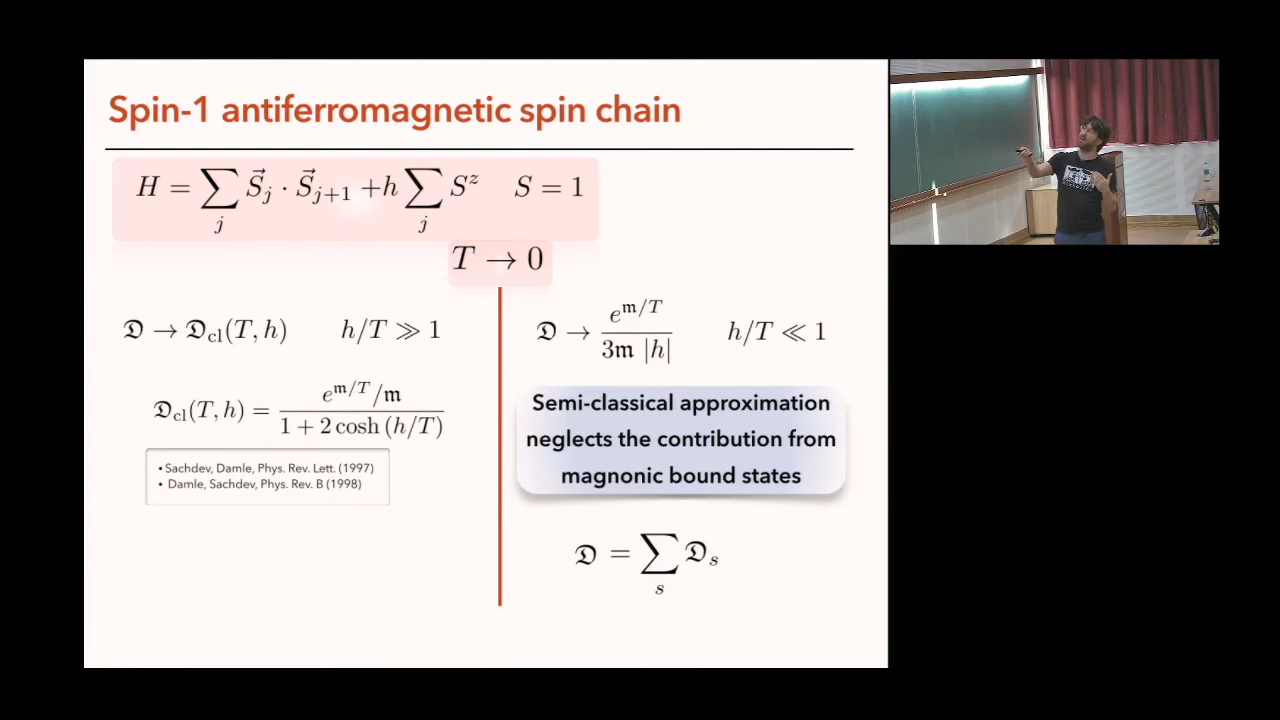 Spin-1 antiferromagnetic spin chain
H = ∑_j S⃗_j · S⃗_{j+1} + h ∑_j S^z   S = 1
T → 0
𝔇 → 𝔇_cl(T, h)   h/T ≫ 1
𝔇_cl(T, h) = (e^{𝔪/T}/𝔪) / (1 + 2 cosh (h/T))
• Sachdev, Damle, Phys. Rev. Lett. (1997)
• Damle, Sachdev, Phys. Rev. B (1998)
𝔇 → e^{𝔪/T} / (3𝔪 |h|)   h/T ≪ 1
Semi-classical approximation
neglects the contribution from
magnonic bound states
𝔇 = ∑_s 𝔇_s